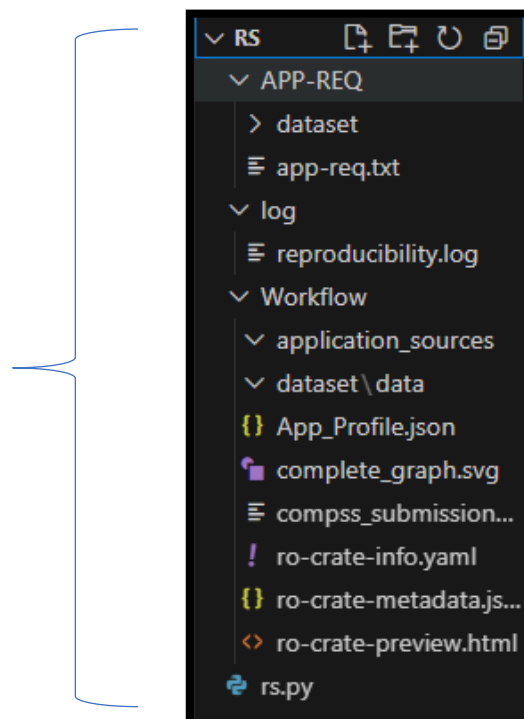 RS
APP-REQ
dataset
app-req.txt
log
reproducibility.log
Workflow
application_sources
dataset\data
App_Profile.json
complete_graph.svg
compss_submission...
ro-crate-info.yaml
ro-crate-metadata.js...
ro-crate-preview.html
rs.py